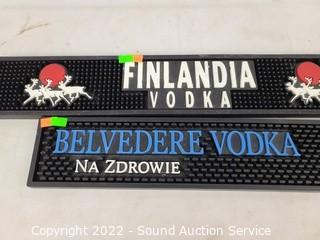 FINLANDIA
VODKA
BELVEDERE VODKA
NA ZDROWIE
Copyright 2022 - Sound Auction Service